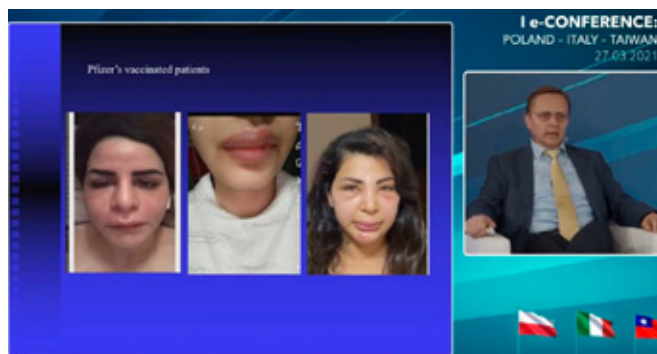 I e-CONFERENCE:
POLAND - ITALY - TAIWAN
27.03.2021
Pfizer's vaccinated patients